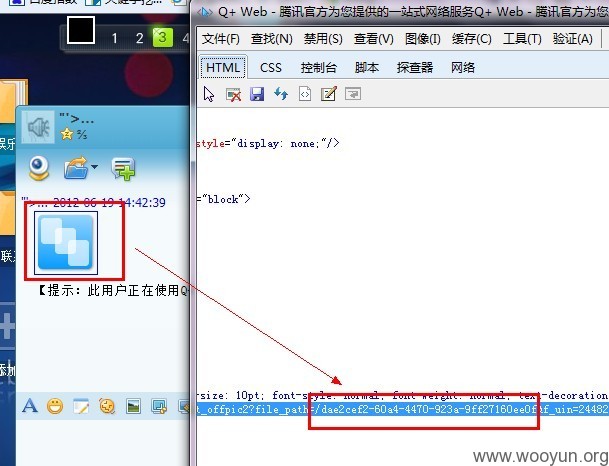 Q+ Web - 腾讯官方为您提供的一站式网络服务Q+ Web - 腾讯官方为您
1 2 3 4
文件(F) 查找(N) 禁用(S) 查看(V) 图像(I) 缓存(C) 工具(T) 验证(A)
HTML CSS 控制台 脚本 探查器 网络
style="display: none;"/>
"'>...
="block">
"'>... 2012-06-19 14:42:39
【提示：此用户正在使用Q
添加
rsize: 10pt; font-style: normal; font-weight: normal; text-decoration
t_offpic2?file_path=/dae2cef2-60a4-4470-923a-9ff27160ee0f&f_uin=24482
www.wooyun.org